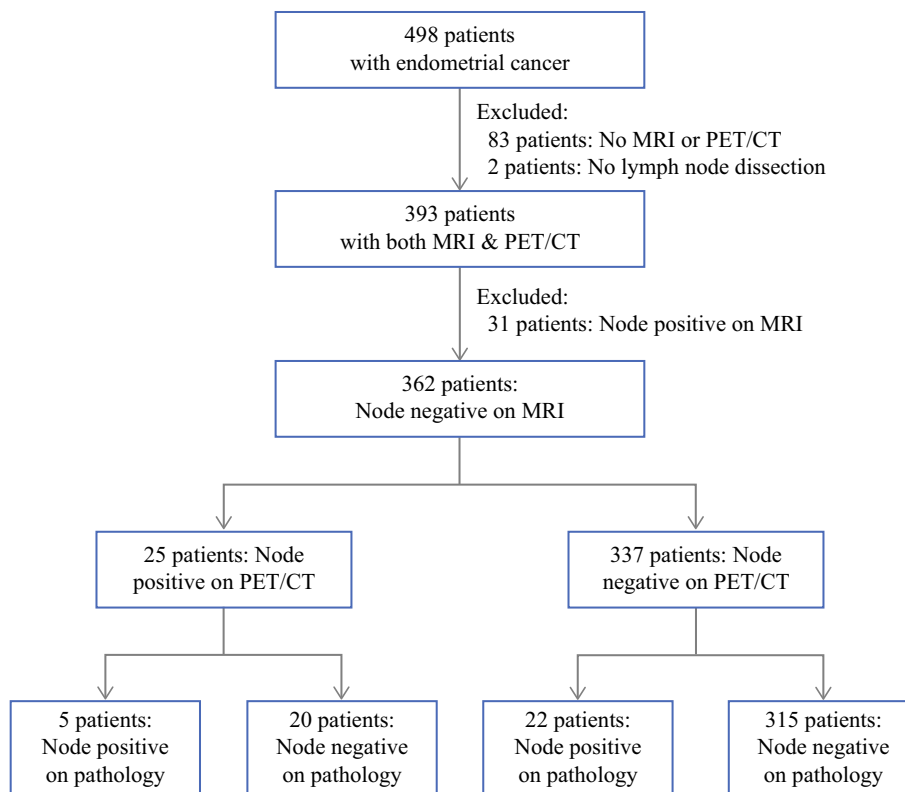 498 patients
with endometrial cancer
Excluded:
83 patients: No MRI or PET/CT
2 patients: No lymph node dissection
393 patients
with both MRI & PET/CT
Excluded:
31 patients: Node positive on MRI
362 patients:
Node negative on MRI
25 patients: Node
positive on PET/CT
337 patients: Node
negative on PET/CT
5 patients:
Node positive
on pathology
20 patients:
Node negative
on pathology
22 patients:
Node positive
on pathology
315 patients:
Node negative
on pathology